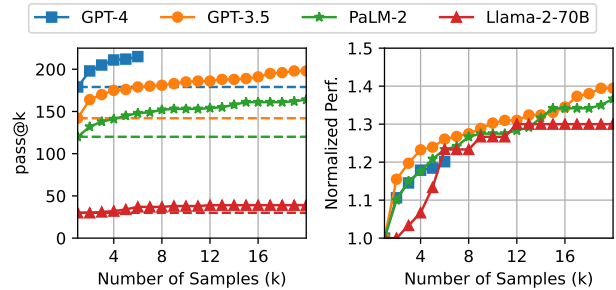 GPT-4 GPT-3.5 PaLM-2 Llama-2-70B
200
150
100
50
0
pass@k
4 8 12 16
Number of Samples (k)
1.5
1.4
1.3
1.2
1.1
1.0
Normalized Perf.
4 8 12 16
Number of Samples (k)